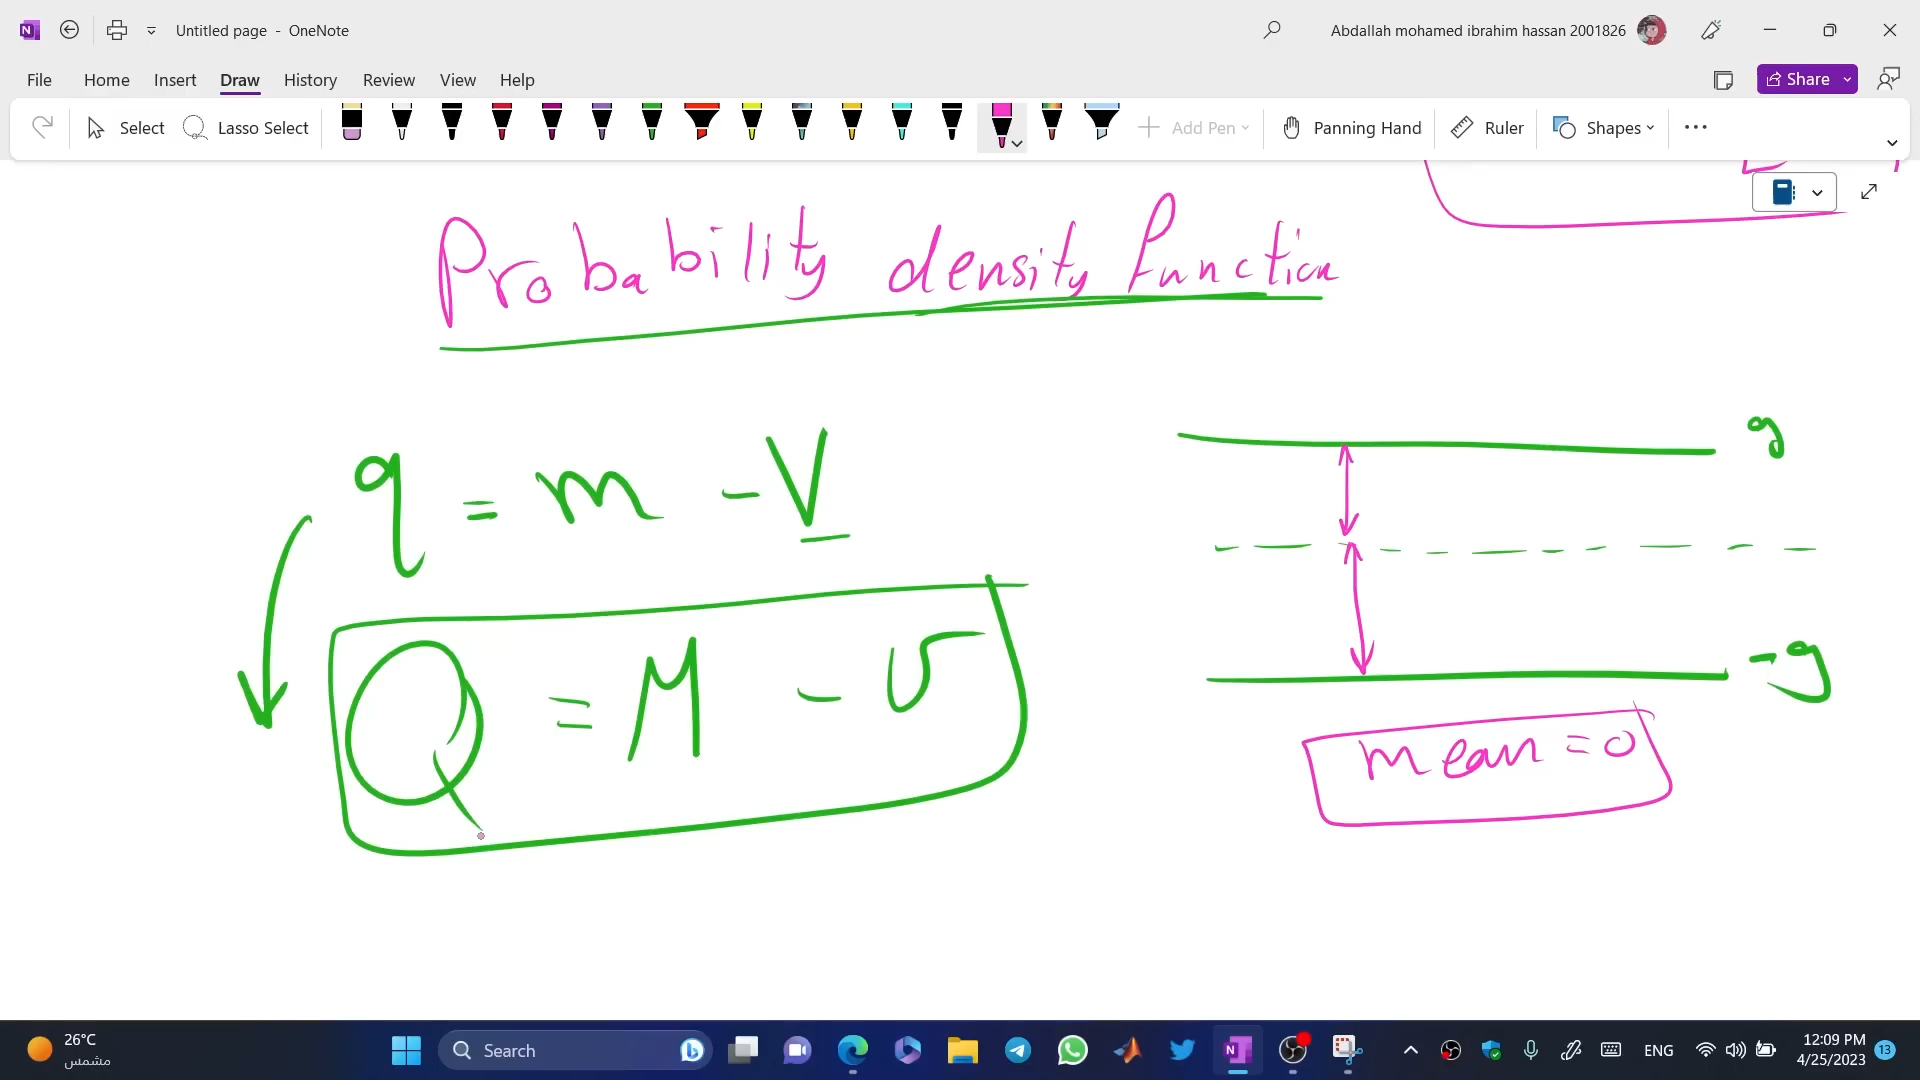 Untitled page - OneNote
Abdallah mohamed ibrahim hassan 2001826
File Home Insert Draw History Review View Help
Share
Select Lasso Select Add Pen Panning Hand Ruler Shapes
Probability density function
q = m - V
Q = M - V
g
-g
mean = 0
26°C
مشمس
Search
ENG
12:09 PM
4/25/2023
13